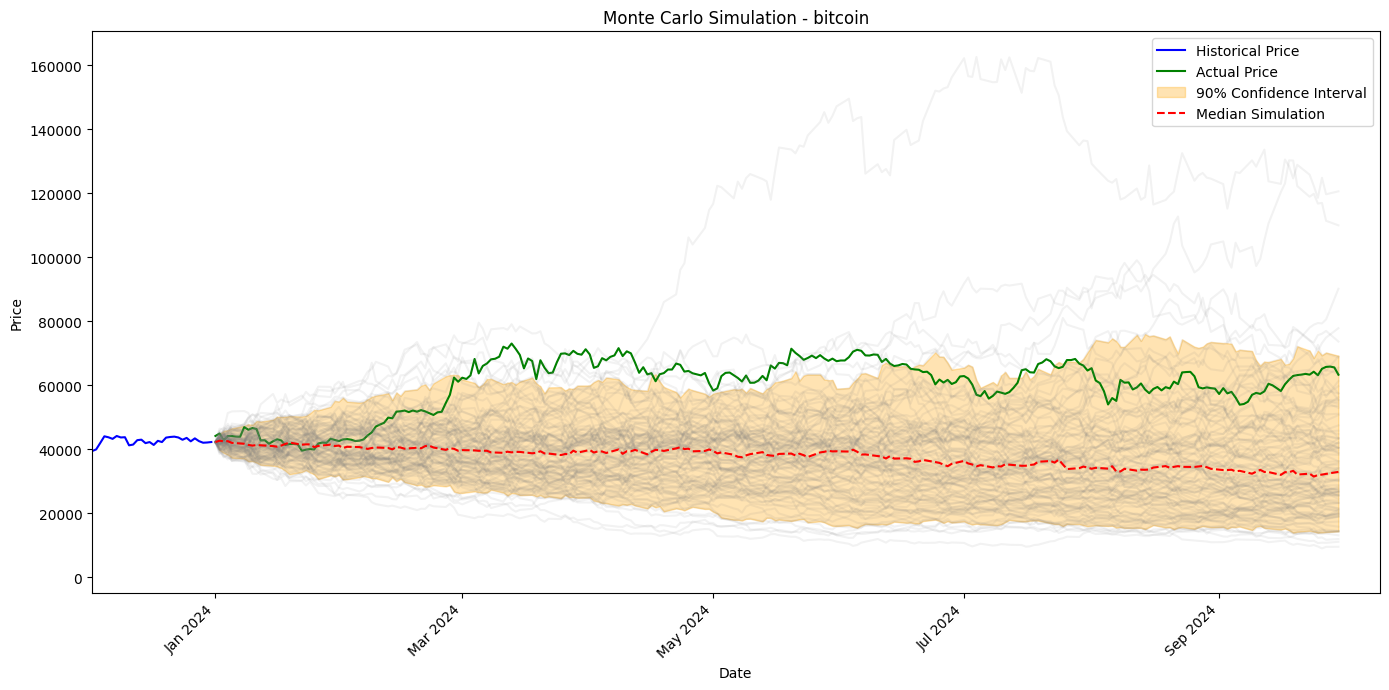 Monte Carlo Simulation - bitcoin
Historical Price
Actual Price
90% Confidence Interval
Median Simulation
160000
140000
120000
100000
80000
60000
40000
20000
0
Price
Jan 2024
Mar 2024
May 2024
Jul 2024
Sep 2024
Date